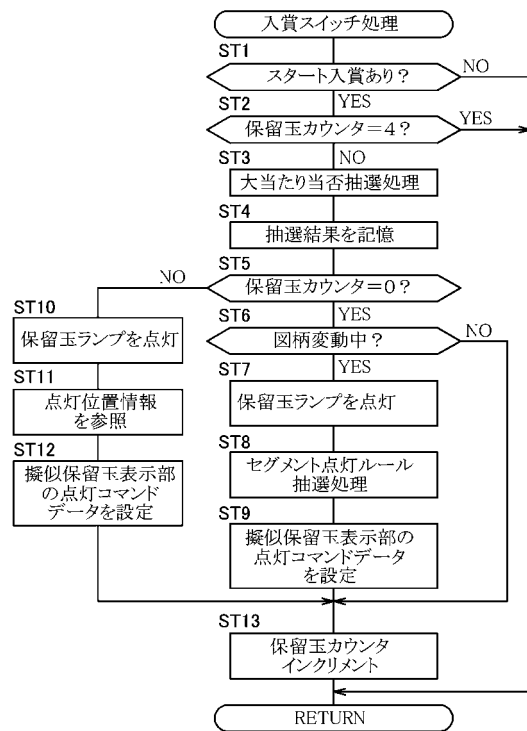 入賞スイッチ処理
ST1
スタート入賞あり?
NO
ST2
YES
保留玉カウンタ=4?
YES
ST3
NO
大当たり当否抽選処理
ST4
抽選結果を記憶
ST5
NO
保留玉カウンタ=0?
ST10
ST6
YES
NO
保留玉ランプを点灯
図柄変動中?
ST11
ST7
YES
点灯位置情報
を参照
保留玉ランプを点灯
ST12
ST8
擬似保留玉表示部
の点灯コマンド
データを設定
セグメント点灯ルール
抽選処理
ST9
擬似保留玉表示部の
点灯コマンドデータ
を設定
ST13
保留玉カウンタ
インクリメント
RETURN